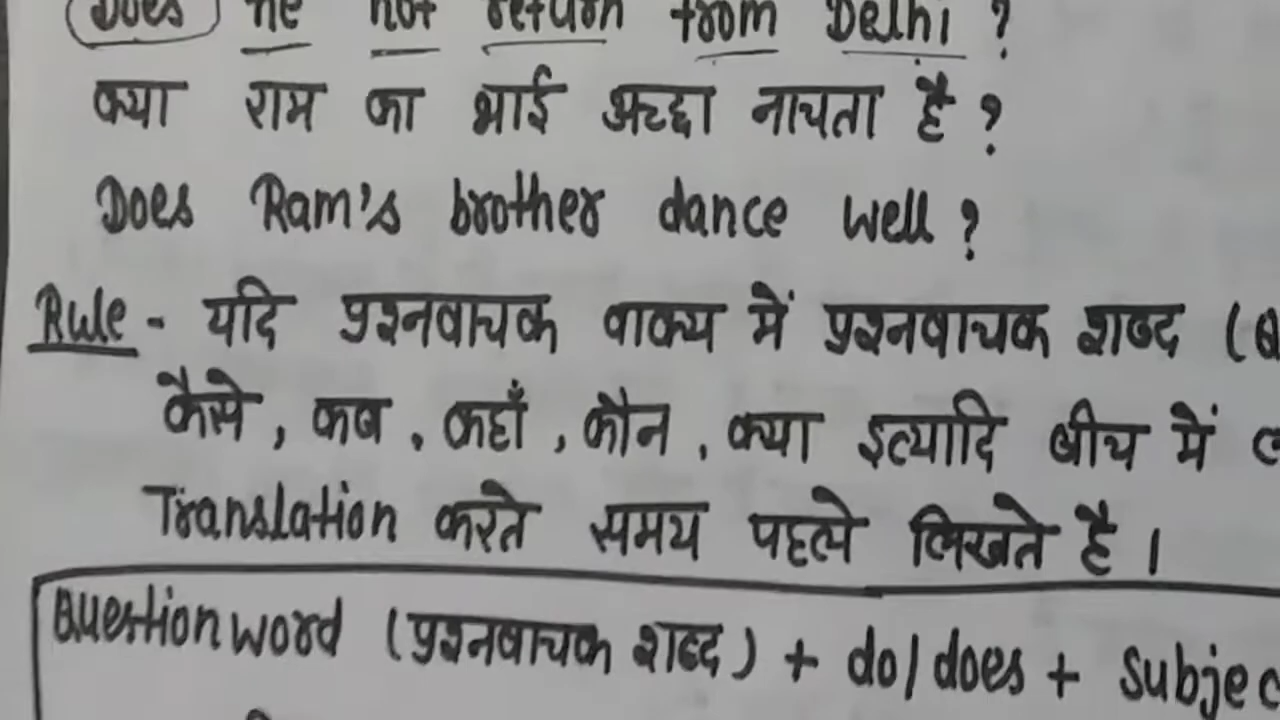 Does he not return from Delhi ?
क्या राम का भाई अच्छा नाचता है ?
Does Ram's brother dance well ?
Rule - यदि प्रश्नवाचक वाक्य में प्रश्नवाचक शब्द (
कैसे , कब , कहाँ , कौन , क्या इत्यादि बीच में
Translation करते समय पहले लिखते है ।
Question word (प्रश्नवाचक शब्द) + do/does + subjec